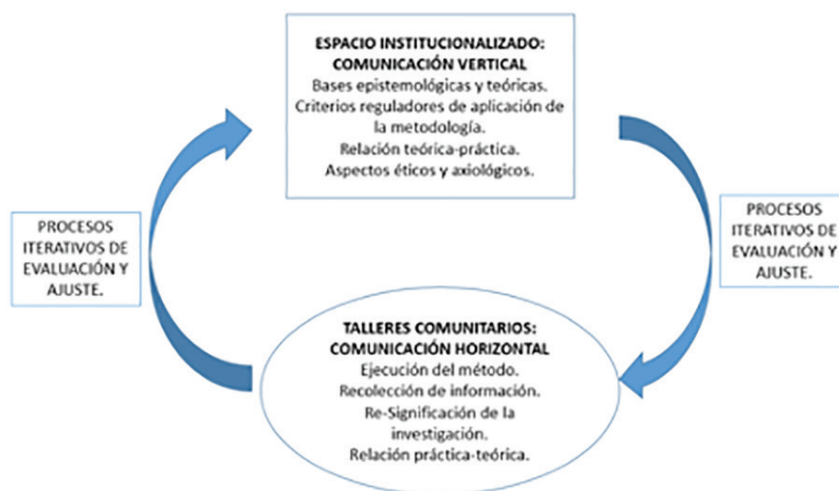 ESPACIO INSTITUCIONALIZADO:
COMUNICACIÓN VERTICAL
Bases epistemológicas y teóricas.
Criterios reguladores de aplicación de
la metodología.
Relación teórica-práctica.
Aspectos éticos y axiológicos.
PROCESOS
ITERATIVOS DE
EVALUACIÓN Y
AJUSTE.
PROCESOS
ITERATIVOS DE
EVALUACIÓN Y
AJUSTE.
TALLERES COMUNITARIOS:
COMUNICACIÓN HORIZONTAL
Ejecución del método.
Recolección de información.
Re-Significación de la
investigación.
Relación práctica-teórica.